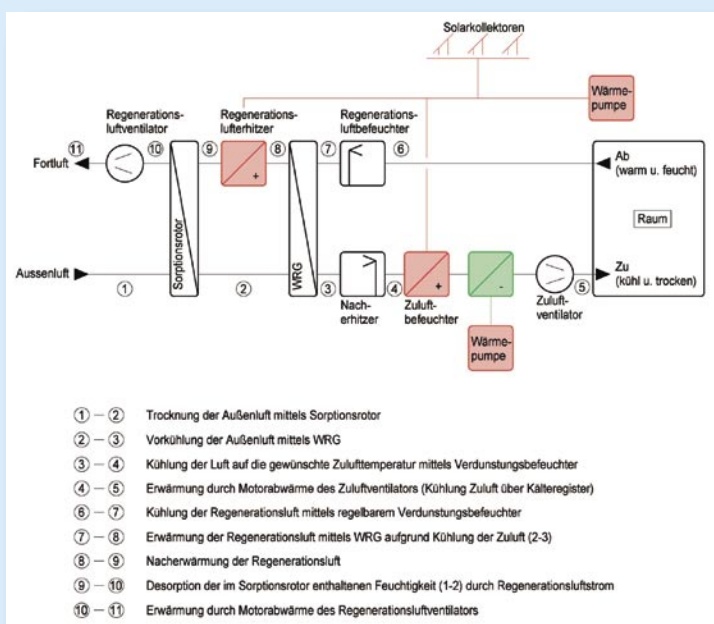 Solarkollektoren
Wärme-
pumpe
Regenerations-
luftventilator
Regenerations-
lufterhitzer
Regenerations-
luftbefeuchter
11
10
9
8
7
6
Fortluft
+
Ab
(warm u. feucht)
Raum
Sorptionsrotor
WRG
Aussenluft
Zu
(kühl u. trocken)
1
2
3
4
+
-
5
Nach-
erhitzer
Zuluft-
befeuchter
Zuluft-
ventilator
Wärme-
pumpe
1 – 2 Trocknung der Außenluft mittels Sorptionsrotor
2 – 3 Vorkühlung der Außenluft mittels WRG
3 – 4 Kühlung der Luft auf die gewünschte Zulufttemperatur mittels Verdunstungsbefeuchter
4 – 5 Erwärmung durch Motorabwärme des Zuluftventilators (Kühlung Zuluft über Kälteregister)
6 – 7 Kühlung der Regenerationsluft mittels regelbarem Verdunstungsbefeuchter
7 – 8 Erwärmung der Regenerationsluft mittels WRG aufgrund Kühlung der Zuluft (2-3)
8 – 9 Nacherwärmung der Regenerationsluft
9 – 10 Desorption der im Sorptionsrotor enthaltenen Feuchtigkeit (1-2) durch Regenerationsluftstrom
10 – 11 Erwärmung durch Motorabwärme des Regenerationsluftventilators